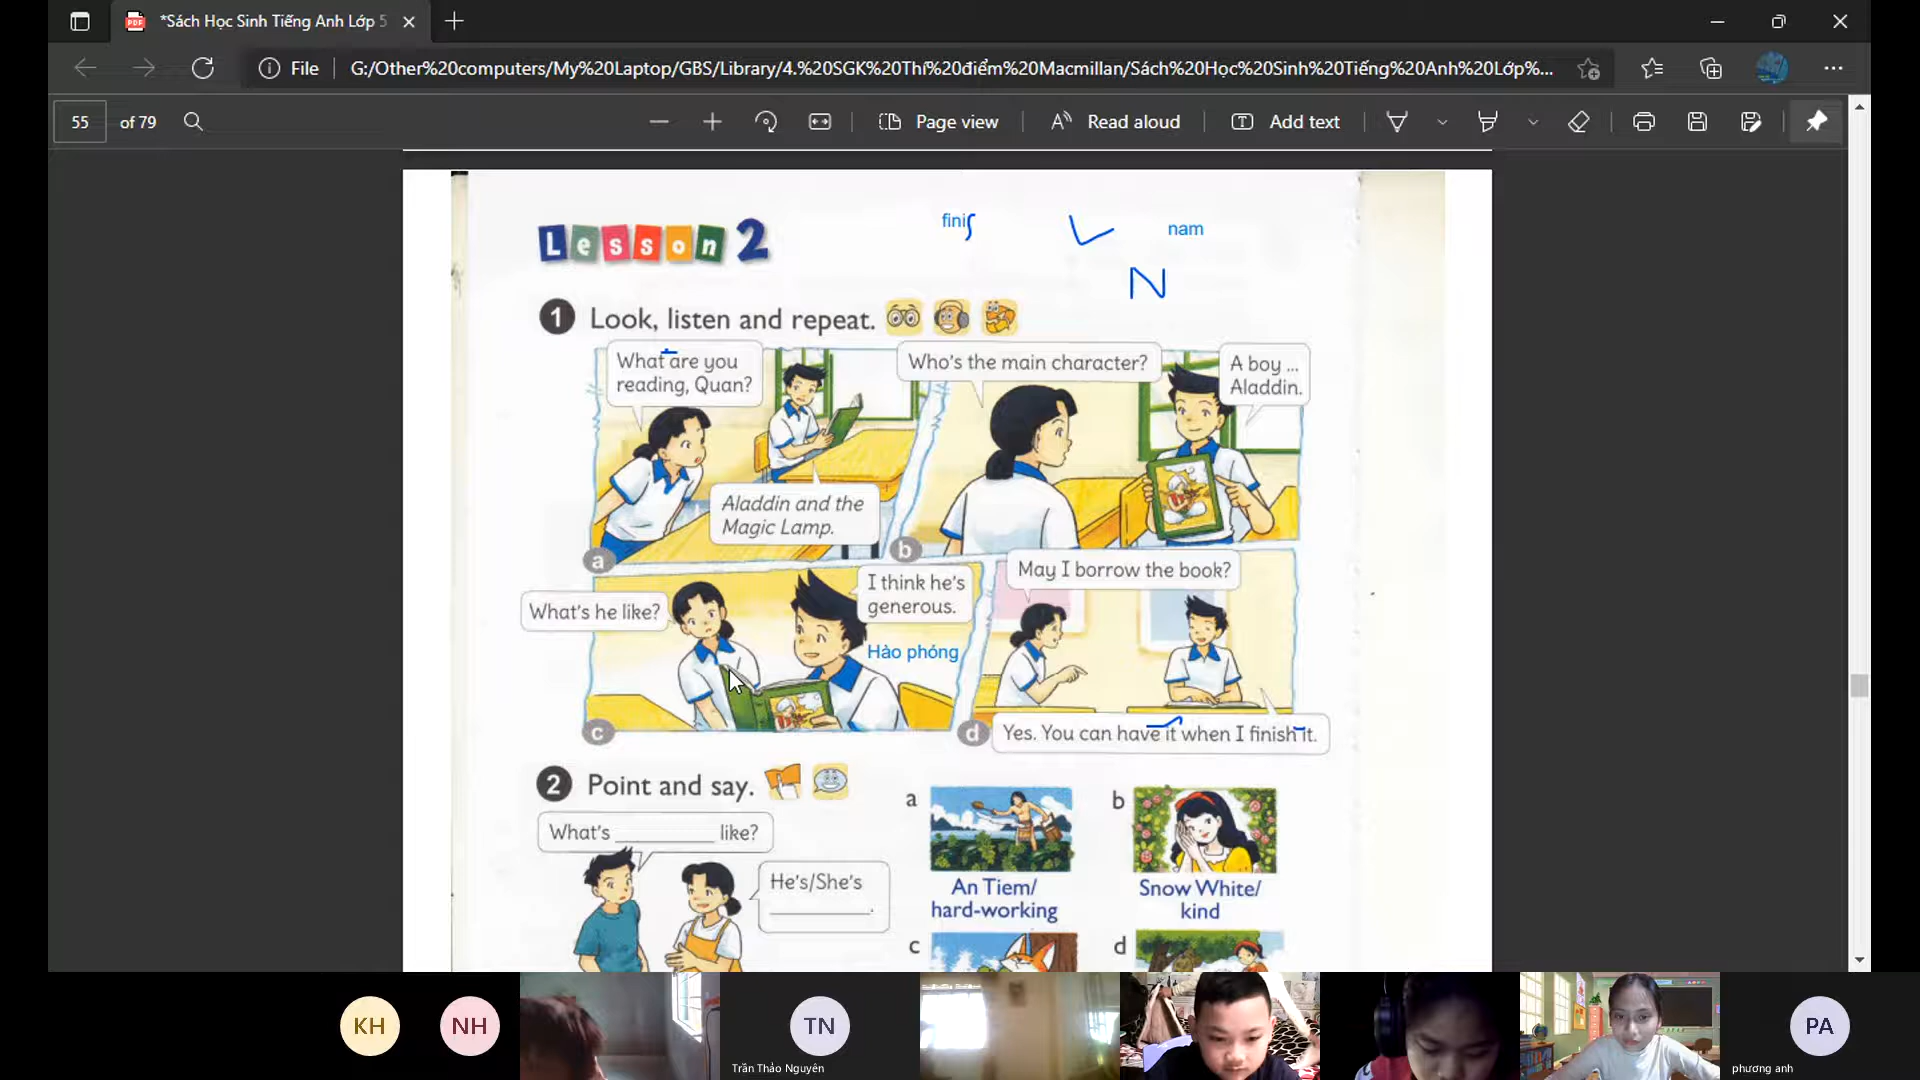 *Sách Học Sinh Tiếng Anh Lớp 5
File
G:/Other%20computers/My%20Laptop/GBS/Library/4.%20SGK%20Thí%20điểm%20Macmillan/Sách%20Học%20Sinh%20Tiếng%20Anh%20Lớp%...
55 of 79
Page view
Read aloud
Add text
finiʃ
nam
Lesson 2
N
1 Look, listen and repeat.
What are you
reading, Quan?
Aladdin and the
Magic Lamp.
a
Who's the main character?
A boy ...
Aladdin.
b
What's he like?
I think he's
generous.
Hào phóng
c
May I borrow the book?
Yes. You can have it when I finish it.
d
2 Point and say.
What's ________ like?
He's/She's
________.
a
An Tiem/
hard-working
b
Snow White/
kind
c
d
KH
NH
TN
Trần Thảo Nguyên
PA
phương anh